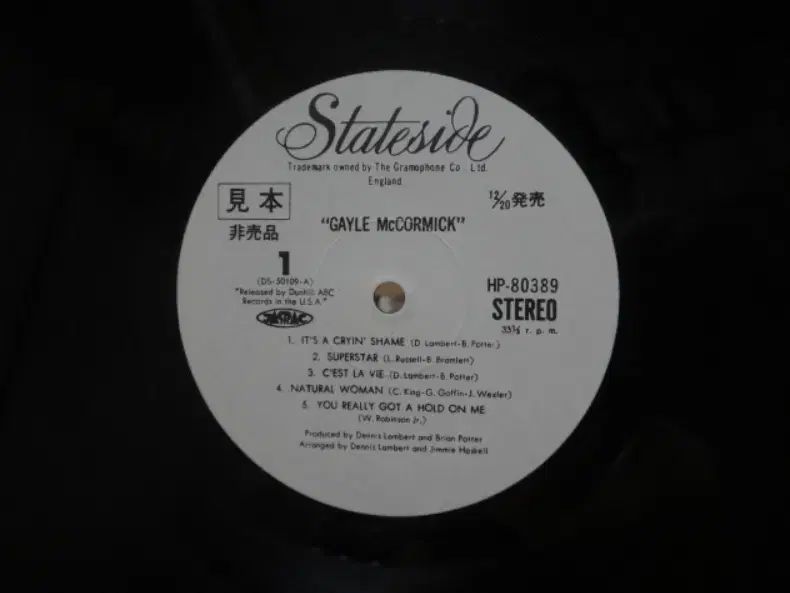 Stateside
Trademark owned by The Gramophone Co. Ltd.
England
見本
非売品
12/20 発売
"GAYLE McCORMICK"
1
(DS-50109-A)
"Released by Dunhill ABC
Records in the U.S.A."
JASRAC
HP-80389
STEREO
33⅓ r. p. m.
1. IT'S A CRYIN' SHAME (D. Lambert-B. Potter)
2. SUPERSTAR (L. Russell-B. Bramlett)
3. C'EST LA VIE (D. Lambert-B. Potter)
4. NATURAL WOMAN (C. King-G. Goffin-J. Wexler)
5. YOU REALLY GOT A HOLD ON ME
(W. Robinson Jr.)
Produced by Dennis Lambert and Brian Potter
Arranged by Dennis Lambert and Jimmie Haskell